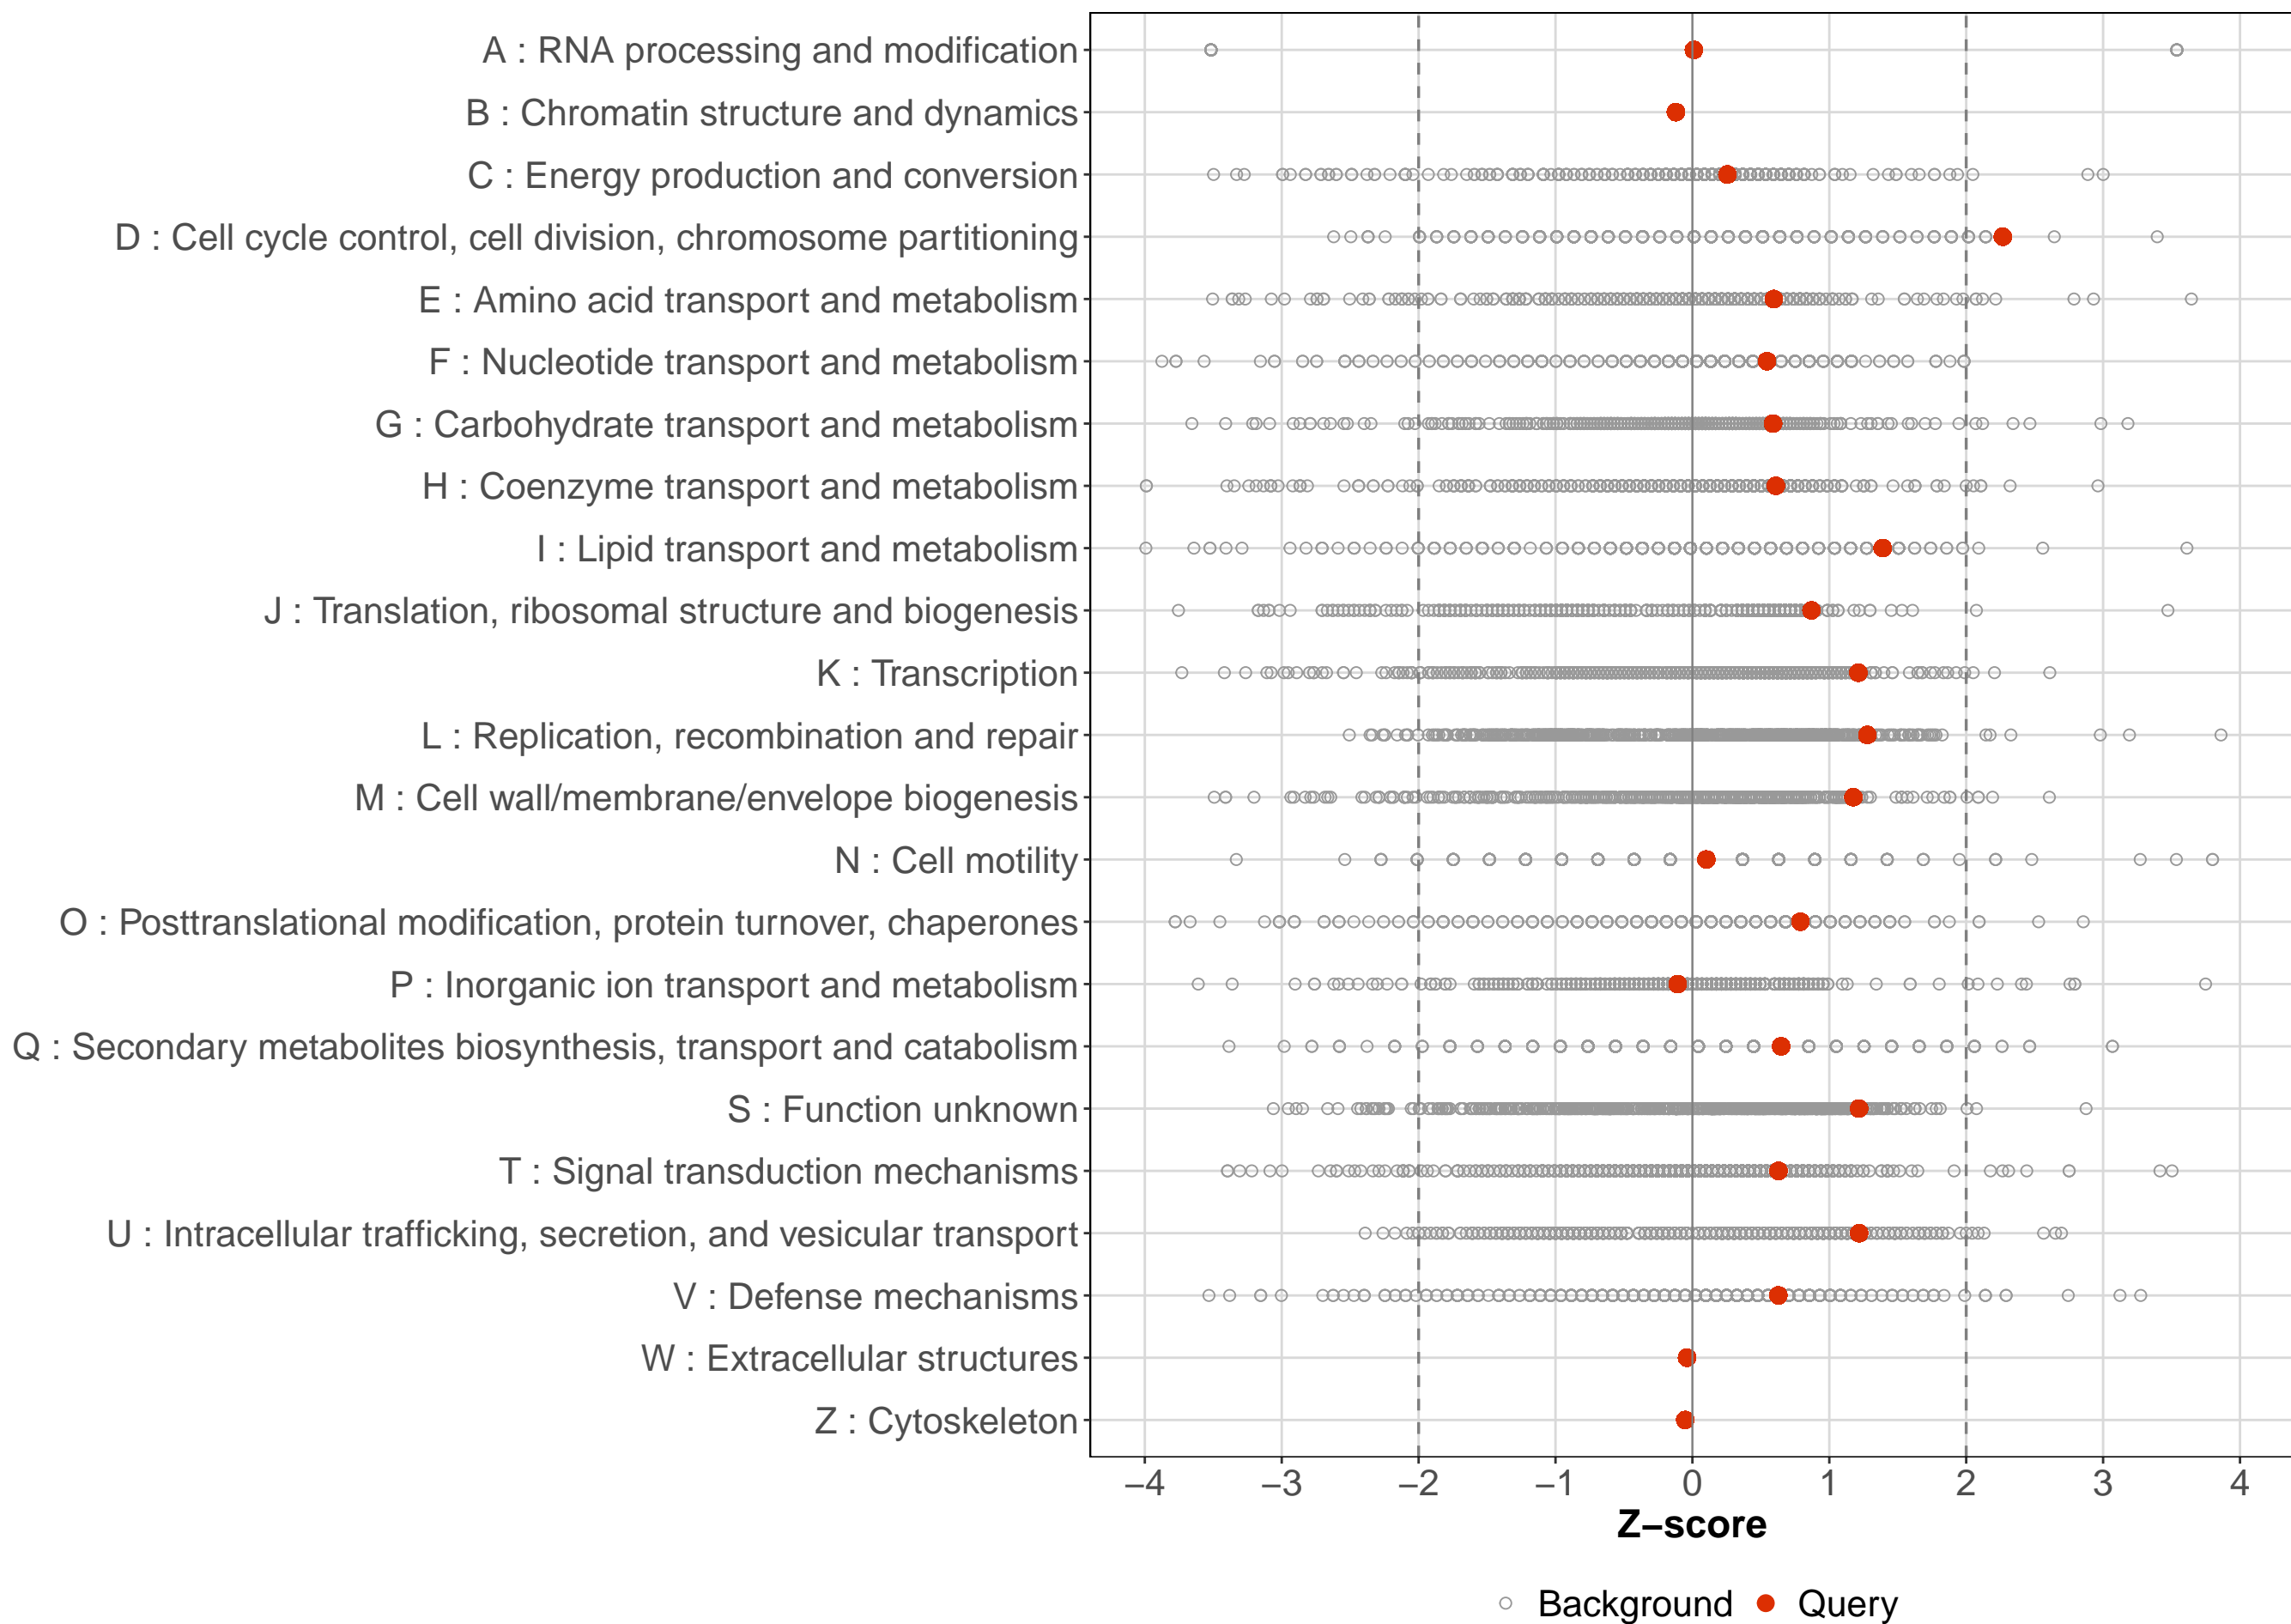 A : RNA processing and modification
B : Chromatin structure and dynamics
C : Energy production and conversion
D : Cell cycle control, cell division, chromosome partitioning
E : Amino acid transport and metabolism
F : Nucleotide transport and metabolism
G : Carbohydrate transport and metabolism
H : Coenzyme transport and metabolism
I : Lipid transport and metabolism
J : Translation, ribosomal structure and biogenesis
K : Transcription
L : Replication, recombination and repair
M : Cell wall/membrane/envelope biogenesis
N : Cell motility
O : Posttranslational modification, protein turnover, chaperones
P : Inorganic ion transport and metabolism
Q : Secondary metabolites biosynthesis, transport and catabolism
S : Function unknown
T : Signal transduction mechanisms
U : Intracellular trafficking, secretion, and vesicular transport
V : Defense mechanisms
W : Extracellular structures
Z : Cytoskeleton
−4 −3 −2 −1 0 1 2 3 4
Z−score
Background Query